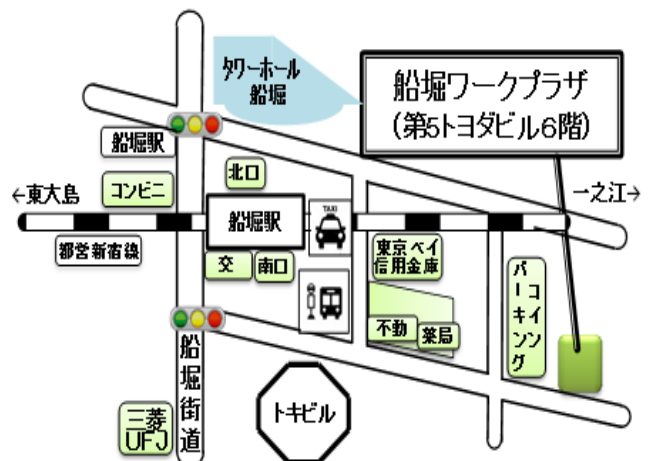 タワーホール
船堀
船堀ワークプラザ
(第5トヨダビル6階)
船堀駅
北口
←東大島
コンビニ
一之江→
船堀駅
TAXI
都営新宿線
交
南口
東京ベイ
信用金庫
コイン
パーキング
不動
薬局
船堀街道
トキビル
三菱
UFJ